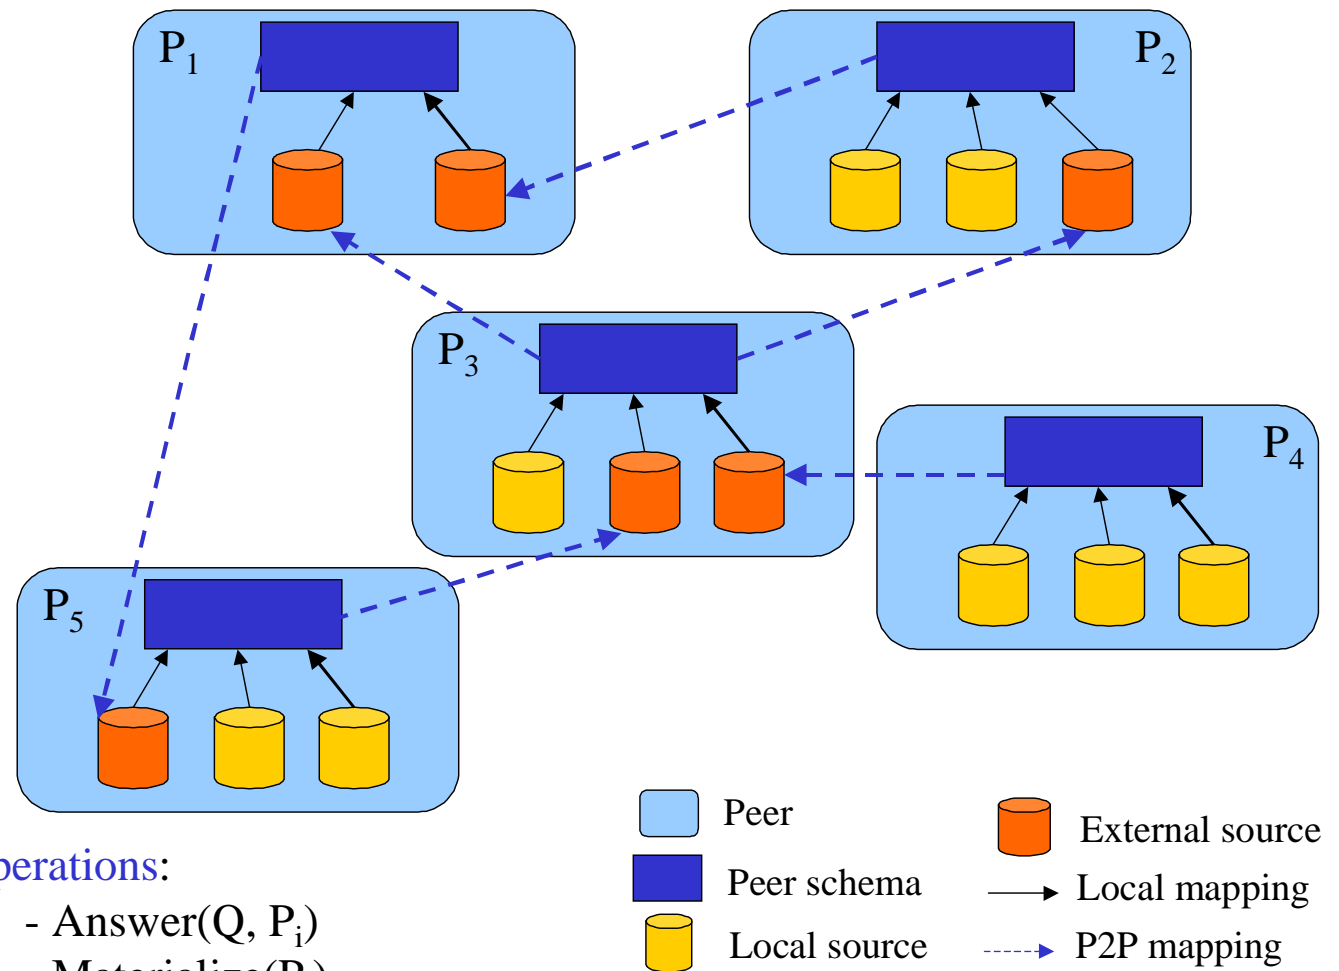 P1
P2
P3
P4
P5
Peer
External source
Peer schema
Local mapping
Local source
P2P mapping
perations:
- Answer(Q, Pi)